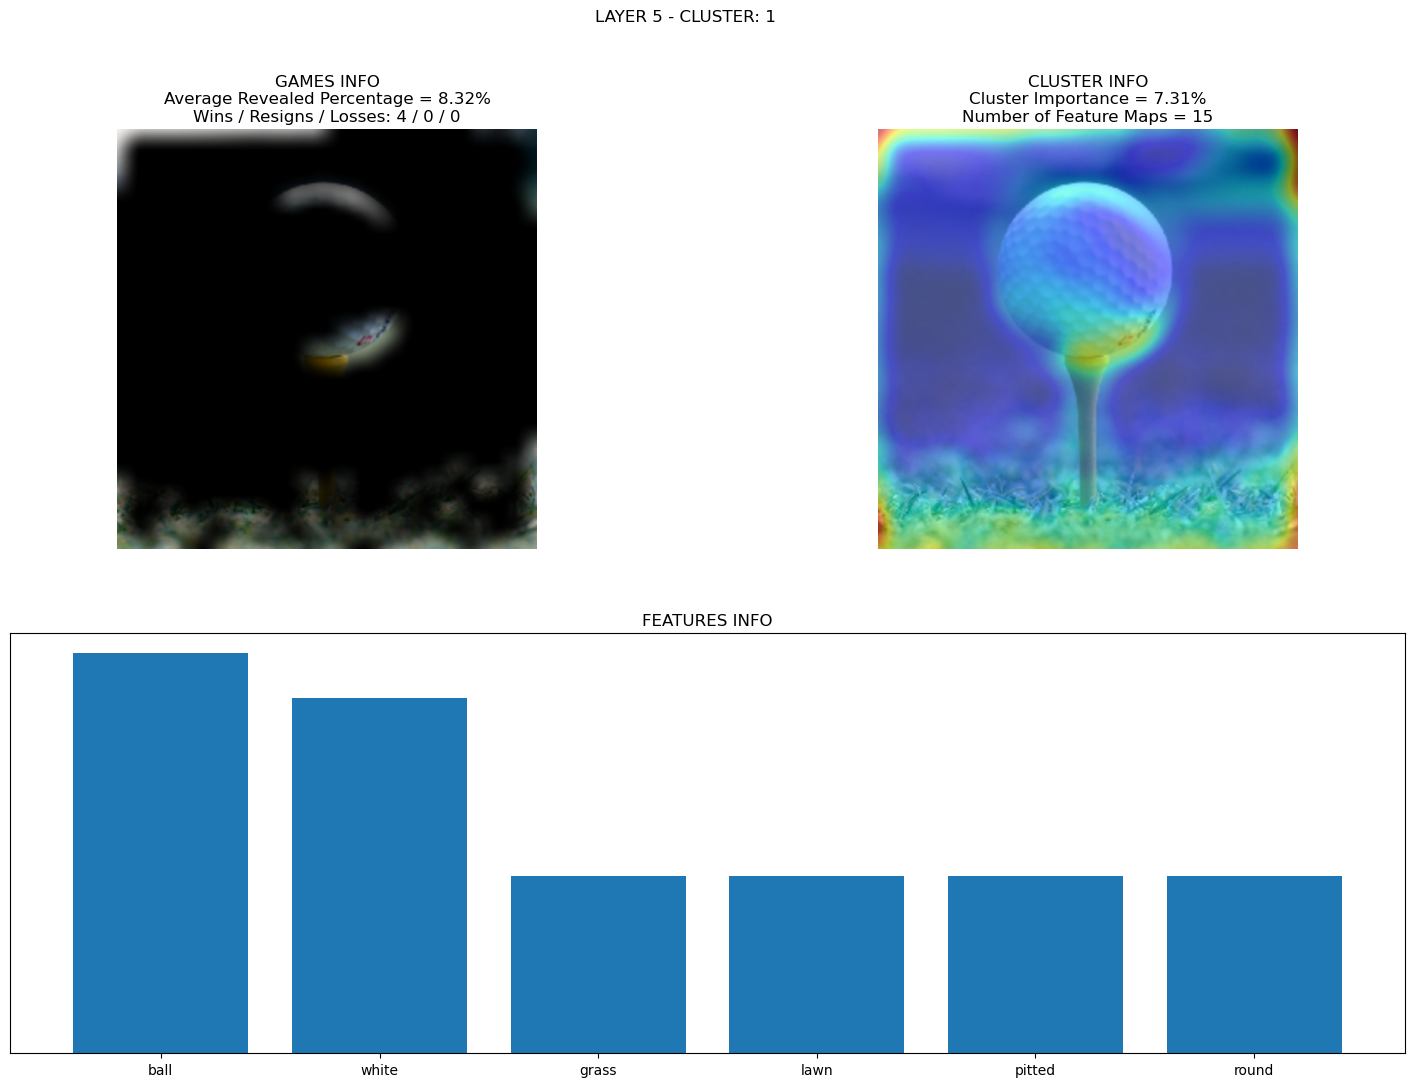 LAYER 5 - CLUSTER: 1
GAMES INFO
Average Revealed Percentage = 8.32%
Wins / Resigns / Losses: 4 / 0 / 0
CLUSTER INFO
Cluster Importance = 7.31%
Number of Feature Maps = 15
FEATURES INFO
ball
white
grass
lawn
pitted
round